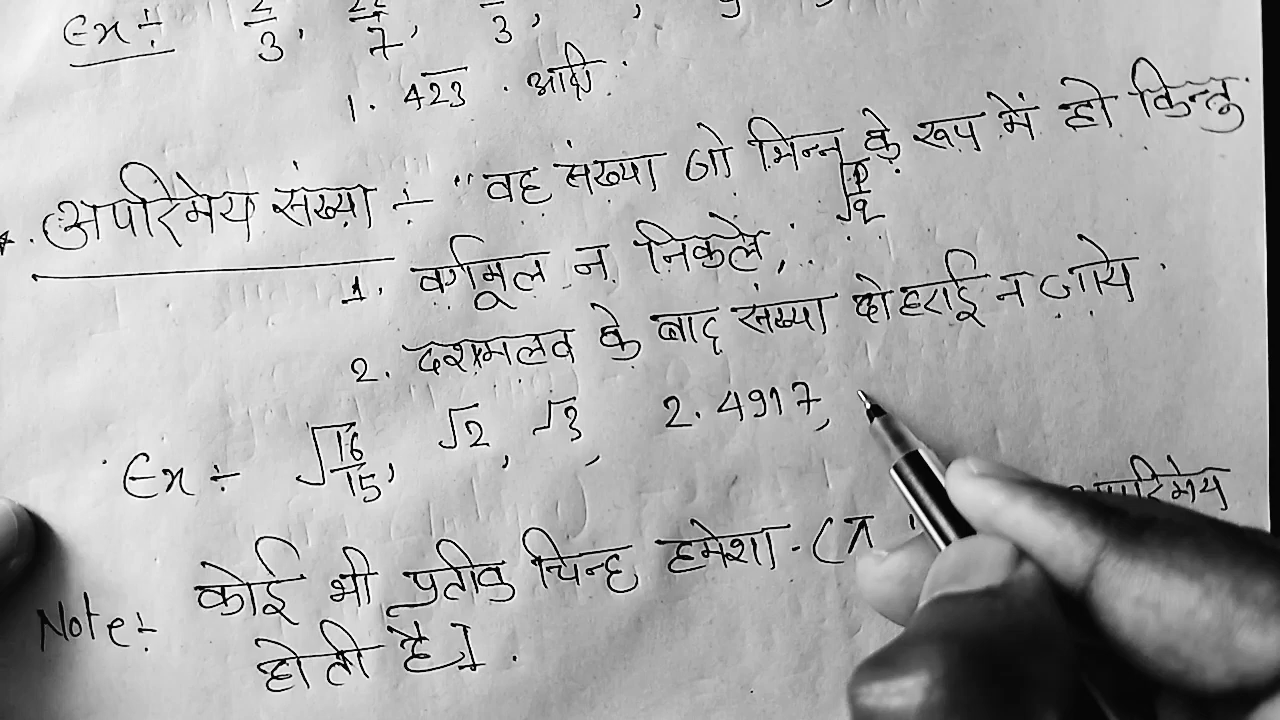 Ex ÷ 2/3, 22/7, /3,
1. 423 . आदि
अपरिमेय संख्या ÷ "वह संख्या जो भिन्न के रूप में हो किन्तु
√p/q
1. वर्गमूल न निकले,
2. दशमलव के बाद संख्या दोहराई न जाये
Ex ÷ √16/15, √2, √3, 2.4917,
Note ÷ कोई भी प्रतीक चिन्ह हमेशा - (π " अपरिमेय
होती है].